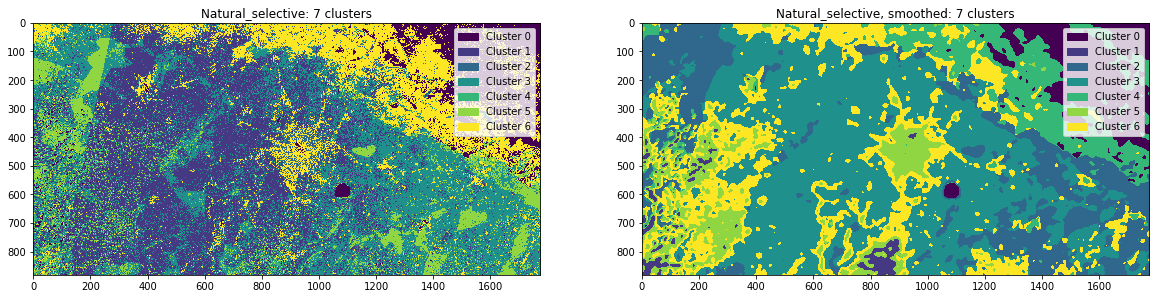 Natural_selective: 7 clusters
0
100
200
300
400
500
600
700
800
0
200
400
600
800
1000
1200
1400
1600
Cluster 0
Cluster 1
Cluster 2
Cluster 3
Cluster 4
Cluster 5
Cluster 6
Natural_selective, smoothed: 7 clusters
0
100
200
300
400
500
600
700
800
0
200
400
600
800
1000
1200
1400
1600
Cluster 0
Cluster 1
Cluster 2
Cluster 3
Cluster 4
Cluster 5
Cluster 6